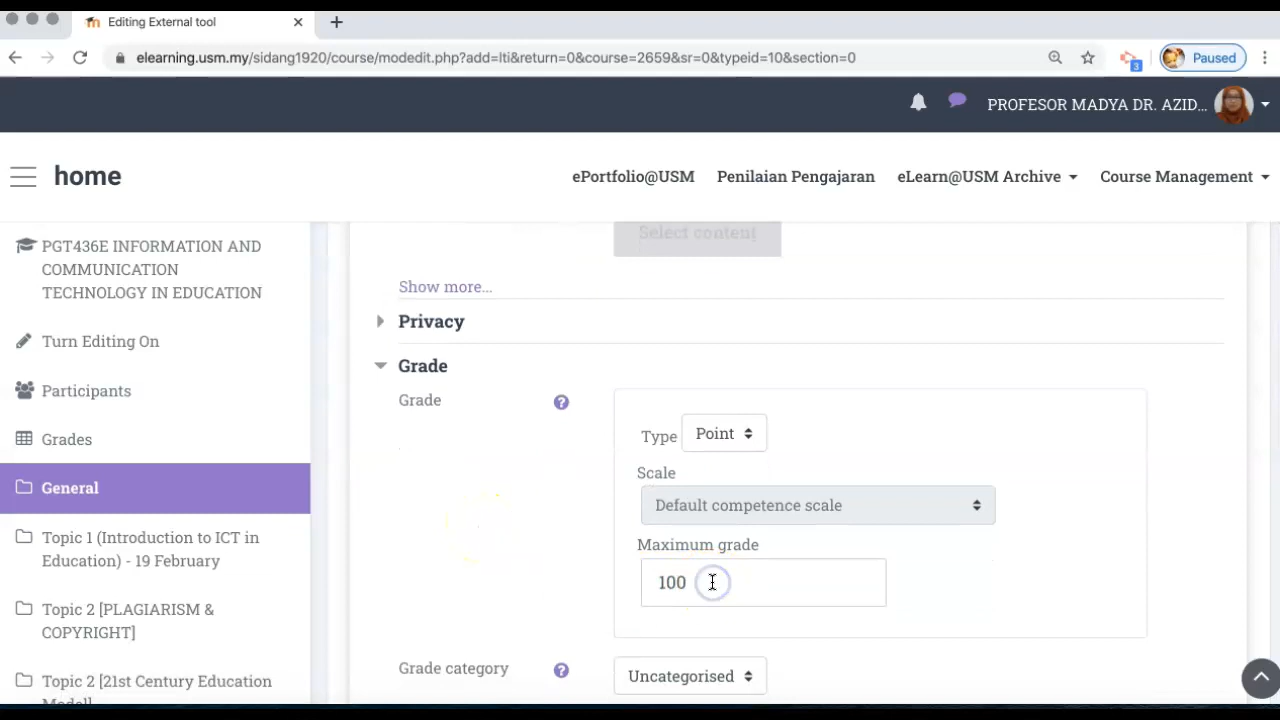 Editing External tool
elearning.usm.my/sidang1920/course/modedit.php?add=lti&return=0&course=2659&sr=0&typeid=10&section=0
3
Paused
PROFESOR MADYA DR. AZID...
home
ePortfolio@USM
Penilaian Pengajaran
eLearn@USM Archive
Course Management
PGT436E INFORMATION AND
COMMUNICATION
TECHNOLOGY IN EDUCATION
Turn Editing On
Participants
Grades
General
Topic 1 (Introduction to ICT in
Education) - 19 February
Topic 2 [PLAGIARISM &
COPYRIGHT]
Topic 2 [21st Century Education
Model]
Select content
Show more...
Privacy
Grade
Grade
?
Type
Point
Scale
Default competence scale
Maximum grade
100
Grade category
?
Uncategorised